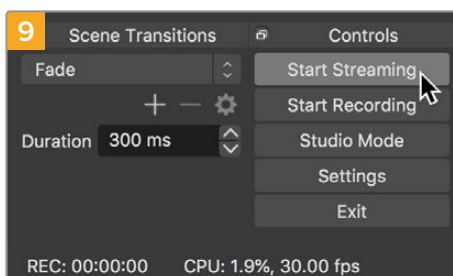 9
Scene Transitions
Controls
Fade
Start Streaming
Start Recording
Duration 300 ms
Studio Mode
Settings
Exit
REC: 00:00:00 CPU: 1.9%, 30.00 fps